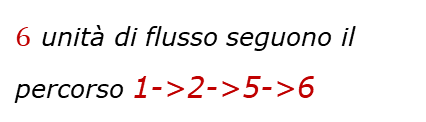 6 unità di flusso seguono il
percorso 1->2->5->6